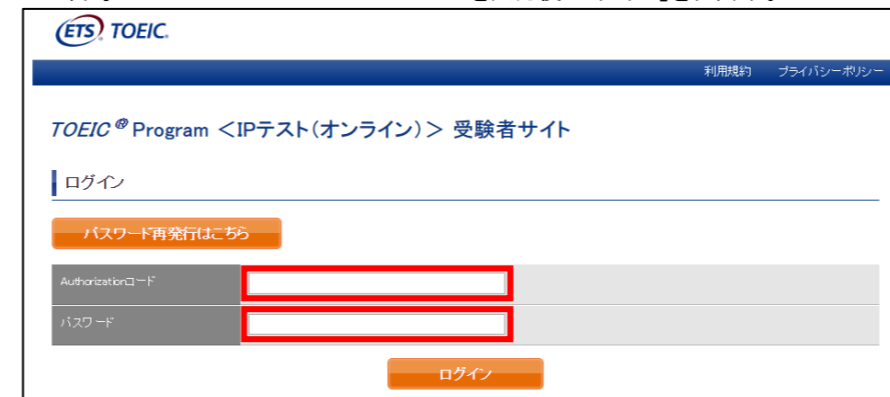 ETS TOEIC.
利用規約 プライバシーポリシー
TOEIC® Program ＜IPテスト（オンライン）＞ 受験者サイト
ログイン
パスワード再発行はこちら
Authorizationコード
パスワード
ログイン